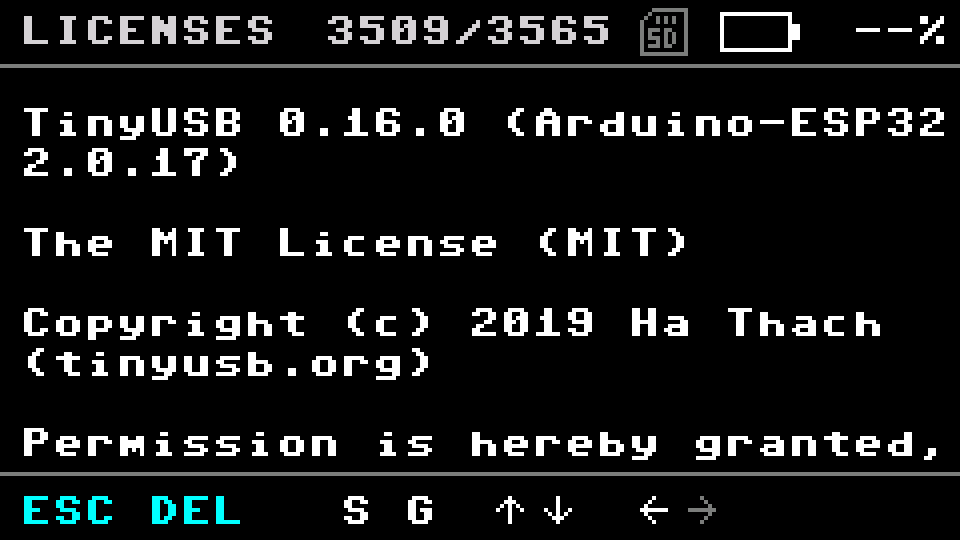 LICENSES 3509/3565 SD --%
TinyUSB 0.16.0 (Arduino-ESP32
2.0.17)
The MIT License (MIT)
Copyright (c) 2019 Ha Thach
(tinyusb.org)
Permission is hereby granted,
ESC DEL S G ↑↓ ←→